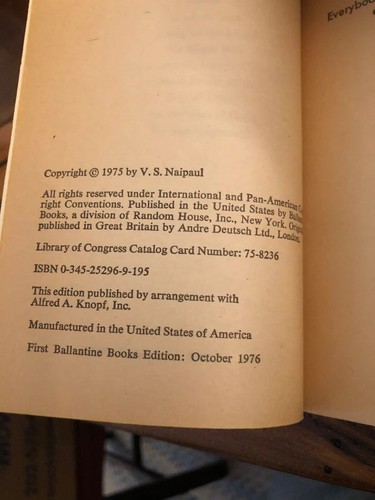 Everyboo
Copyright © 1975 by V. S. Naipaul
All rights reserved under International and Pan-American
right Conventions. Published in the United States by
Books, a division of Random House, Inc., New York.
published in Great Britain by Andre Deutsch Ltd., London.
Library of Congress Catalog Card Number: 75-8236
ISBN 0-345-25296-9-195
This edition published by arrangement with
Alfred A. Knopf, Inc.
Manufactured in the United States of America
First Ballantine Books Edition: October 1976